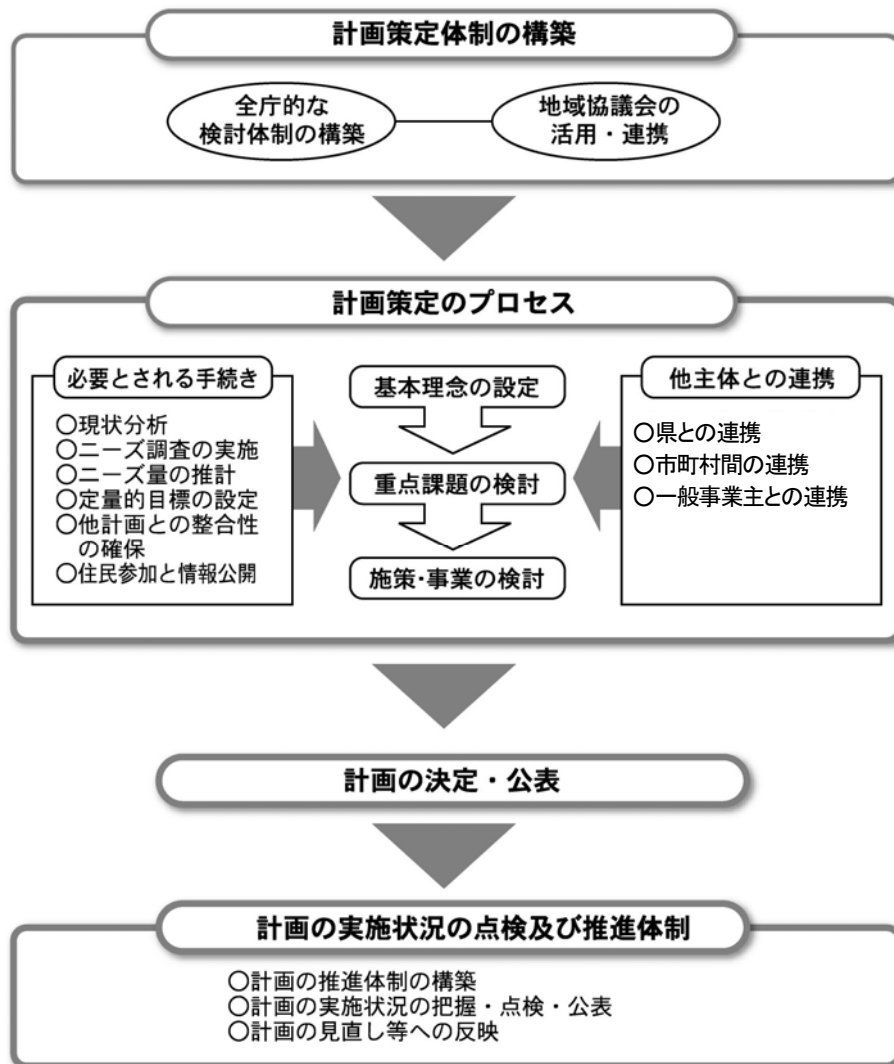 計画策定体制の構築
全庁的な
検討体制の構築
地域協議会の
活用・連携
計画策定のプロセス
必要とされる手続き
○現状分析
○ニーズ調査の実施
○ニーズ量の推計
○定量的目標の設定
○他計画との整合性
の確保
○住民参加と情報公開
基本理念の設定
重点課題の検討
施策・事業の検討
他主体との連携
○県との連携
○市町村間の連携
○一般事業主との連携
計画の決定・公表
計画の実施状況の点検及び推進体制
○計画の推進体制の構築
○計画の実施状況の把握・点検・公表
○計画の見直し等への反映